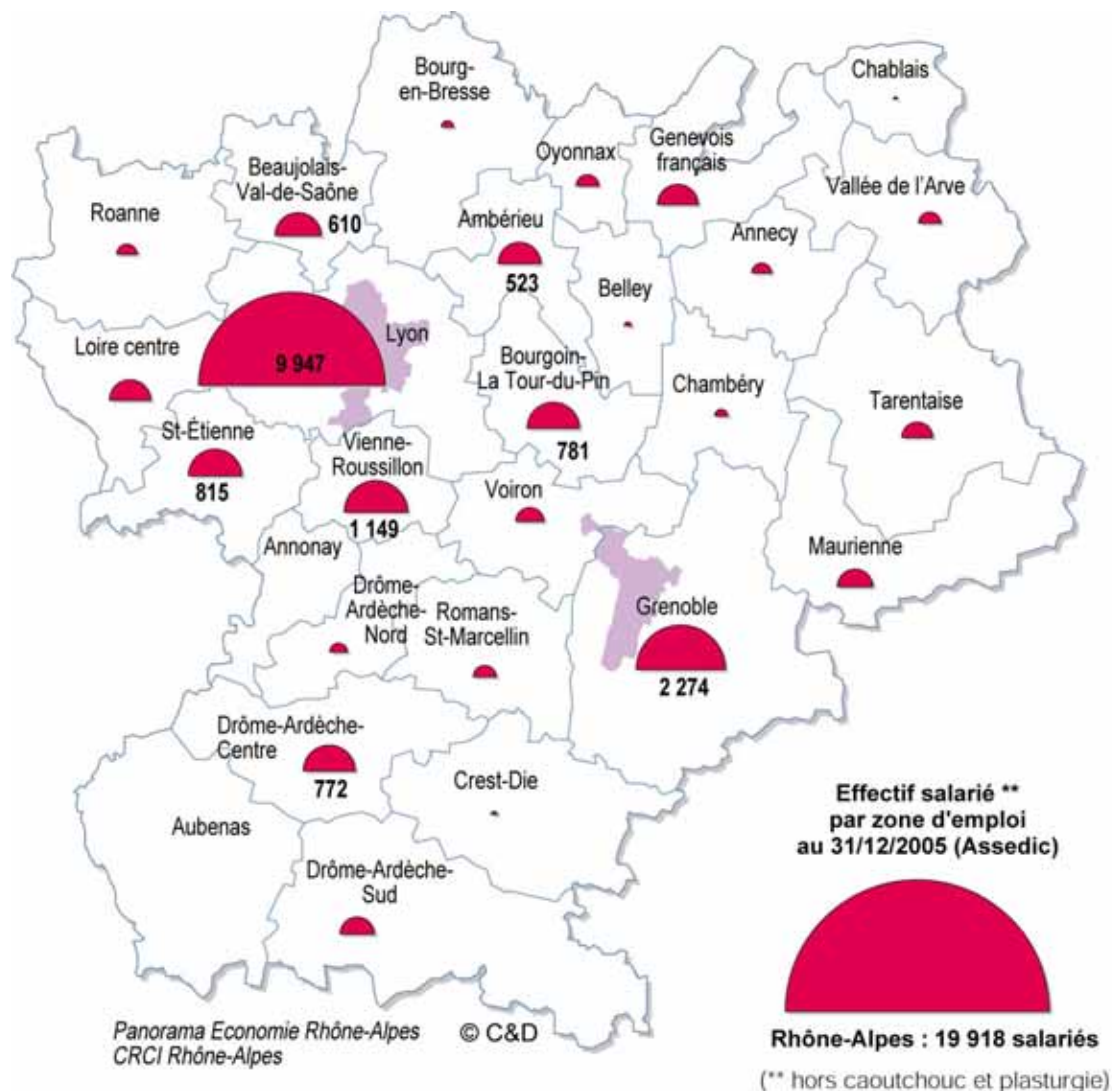 Bourg-
en-Bresse
Chablais
Beaujolais-
Val-de-Saône
610
Oyonnax
Genevois
français
Vallée de l'Arve
Roanne
Ambérieu
523
Annecy
Belley
Loire centre
9 947
Lyon
Bourgoin-
La Tour-du-Pin
781
Chambéry
Tarentaise
St-Étienne
815
Vienne-
Roussillon
1 149
Voiron
Annonay
Maurienne
Drôme-
Ardèche-
Nord
Romans-
St-Marcellin
Grenoble
2 274
Drôme-Ardèche-
Centre
772
Crest-Die
Aubenas
Drôme-Ardèche-
Sud
Effectif salarié **
par zone d'emploi
au 31/12/2005 (Assedic)
Rhône-Alpes : 19 918 salariés
(** hors caoutchouc et plasturgie)
Panorama Economie Rhône-Alpes © C&D
CRCI Rhône-Alpes